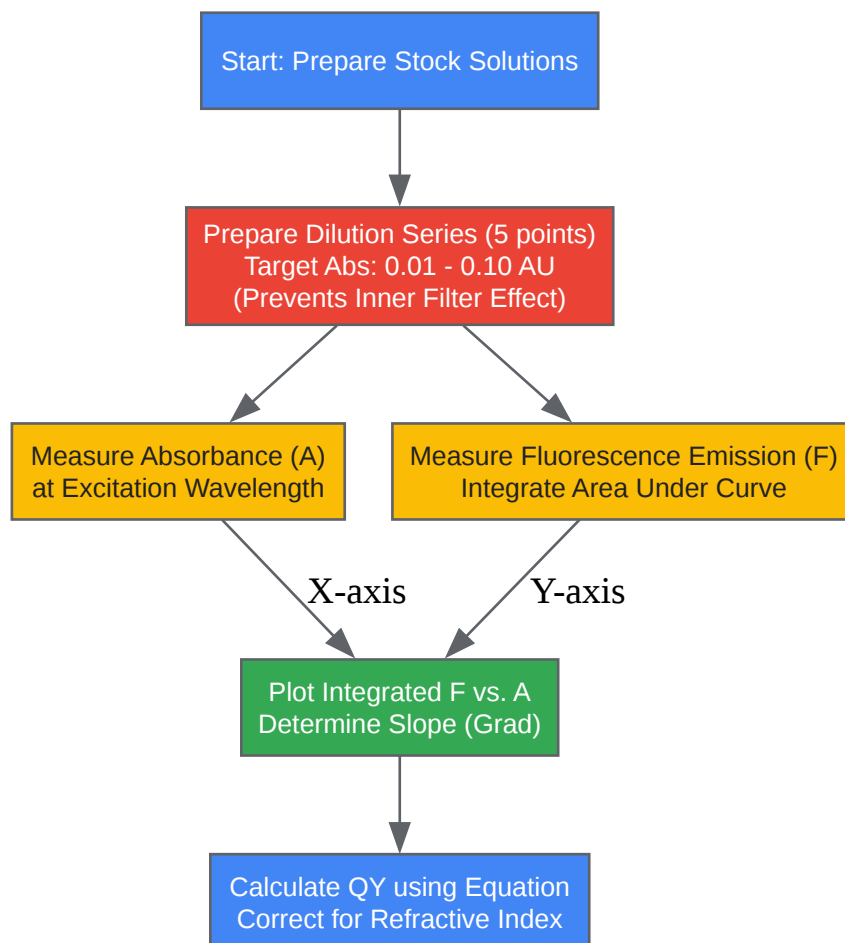 Start: Prepare Stock Solutions
Prepare Dilution Series (5 points)
Target Abs: 0.01 - 0.10 AU
(Prevents Inner Filter Effect)
Measure Absorbance (A)
at Excitation Wavelength
Measure Fluorescence Emission (F)
Integrate Area Under Curve
X-axis
Y-axis
Plot Integrated F vs. A
Determine Slope (Grad)
Calculate QY using Equation
Correct for Refractive Index